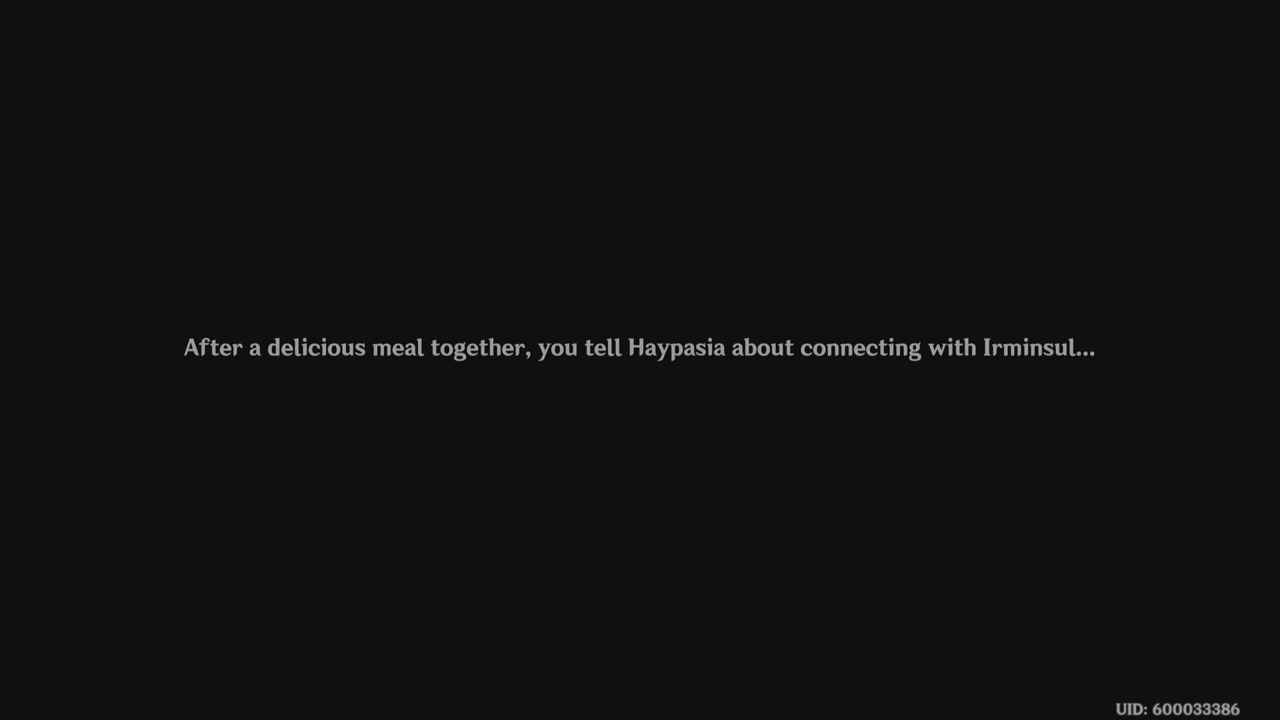 After a delicious meal together, you tell Haypasia about connecting with Irminsul...
UID: 600033386